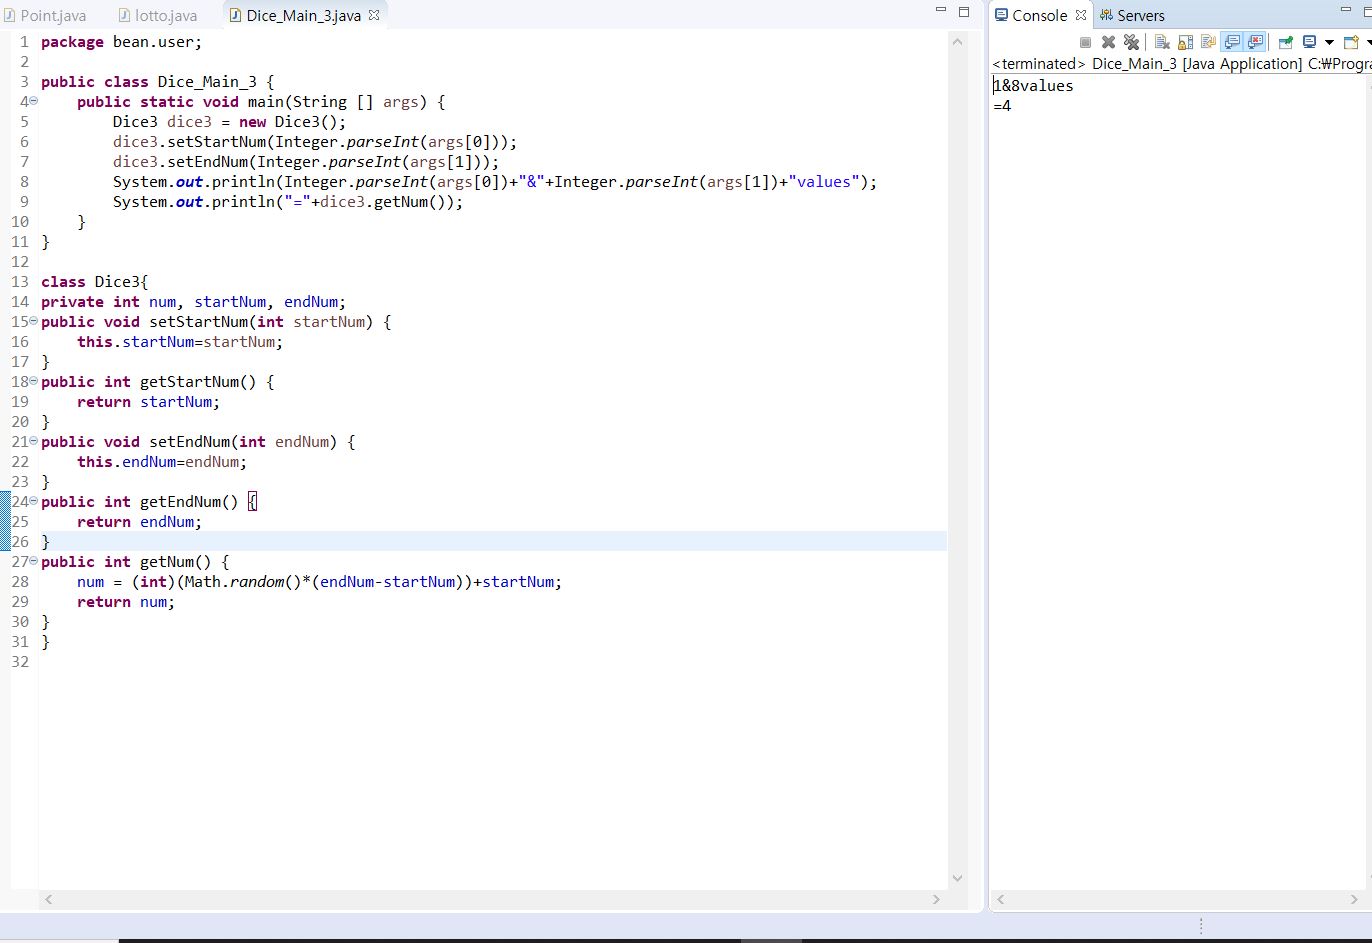 Point.java lotto.java Dice_Main_3.java
1 package bean.user;
2
3 public class Dice_Main_3 {
4 public static void main(String [] args) {
5 Dice3 dice3 = new Dice3();
6 dice3.setStartNum(Integer.parseInt(args[0]));
7 dice3.setEndNum(Integer.parseInt(args[1]));
8 System.out.println(Integer.parseInt(args[0])+"&"+Integer.parseInt(args[1])+"values");
9 System.out.println("="+dice3.getNum());
10 }
11 }
12
13 class Dice3{
14 private int num, startNum, endNum;
15 public void setStartNum(int startNum) {
16 this.startNum=startNum;
17 }
18 public int getStartNum() {
19 return startNum;
20 }
21 public void setEndNum(int endNum) {
22 this.endNum=endNum;
23 }
24 public int getEndNum() {
25 return endNum;
26 }
27 public int getNum() {
28 num = (int)(Math.random()*(endNum-startNum))+startNum;
29 return num;
30 }
31 }
32
Console Servers
<terminated> Dice_Main_3 [Java Application] C:₩Progra
1&8values
=4